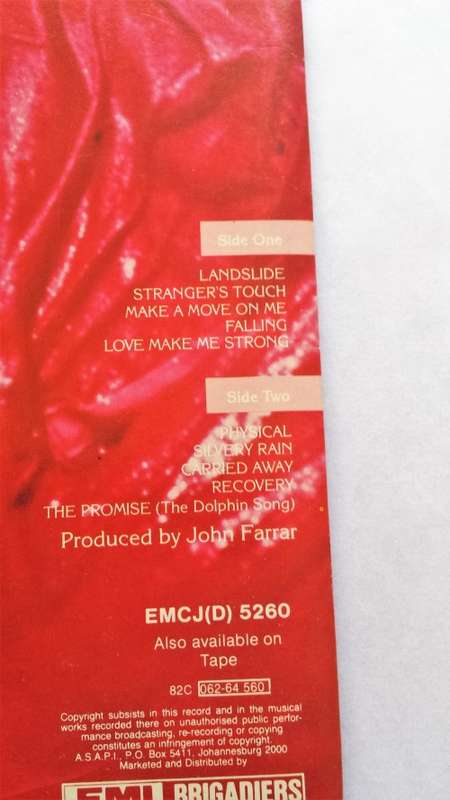 Side One
LANDSLIDE
STRANGER'S TOUCH
MAKE A MOVE ON ME
FALLING
LOVE MAKE ME STRONG
Side Two
PHYSICAL
SILVERY RAIN
CARRIED AWAY
RECOVERY
THE PROMISE (The Dolphin Song)
Produced by John Farrar
EMCJ(D) 5260
Also available on
Tape
82C 062-64 560
Copyright subsists in this record and in the musical
works recorded there on unauthorised public perfor-
mance broadcasting, re-recording or copying
constitutes an infringement of copyright.
A.S.A.P.I., P.O. Box 5411, Johannesburg 2000
Marketed and Distributed by
EMI BRIGADIERS